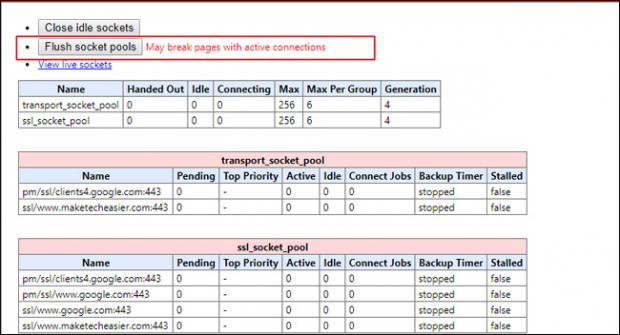 Close idle sockets
Flush socket pools May break pages with active connections
View live sockets
Name Handed Out Idle Connecting Max Max Per Group Generation
transport_socket_pool 0 0 0 256 6 4
ssl_socket_pool 0 0 0 256 6 4
transport_socket_pool
Name Pending Top Priority Active Idle Connect Jobs Backup Timer Stalled
pm/ssl/clients4.google.com:443 0 - 0 0 0 stopped false
ssl/www.maketecheasier.com:443 0 - 0 0 0 stopped false
ssl_socket_pool
Name Pending Top Priority Active Idle Connect Jobs Backup Timer Stalled
pm/ssl/clients4.google.com:443 0 - 0 0 0 stopped false
pm/ssl/www.google.com:443 0 - 0 0 0 stopped false
ssl/www.google.com:443 0 - 0 0 0 stopped false
ssl/www.maketecheasier.com:443 0 - 0 0 0 stopped false